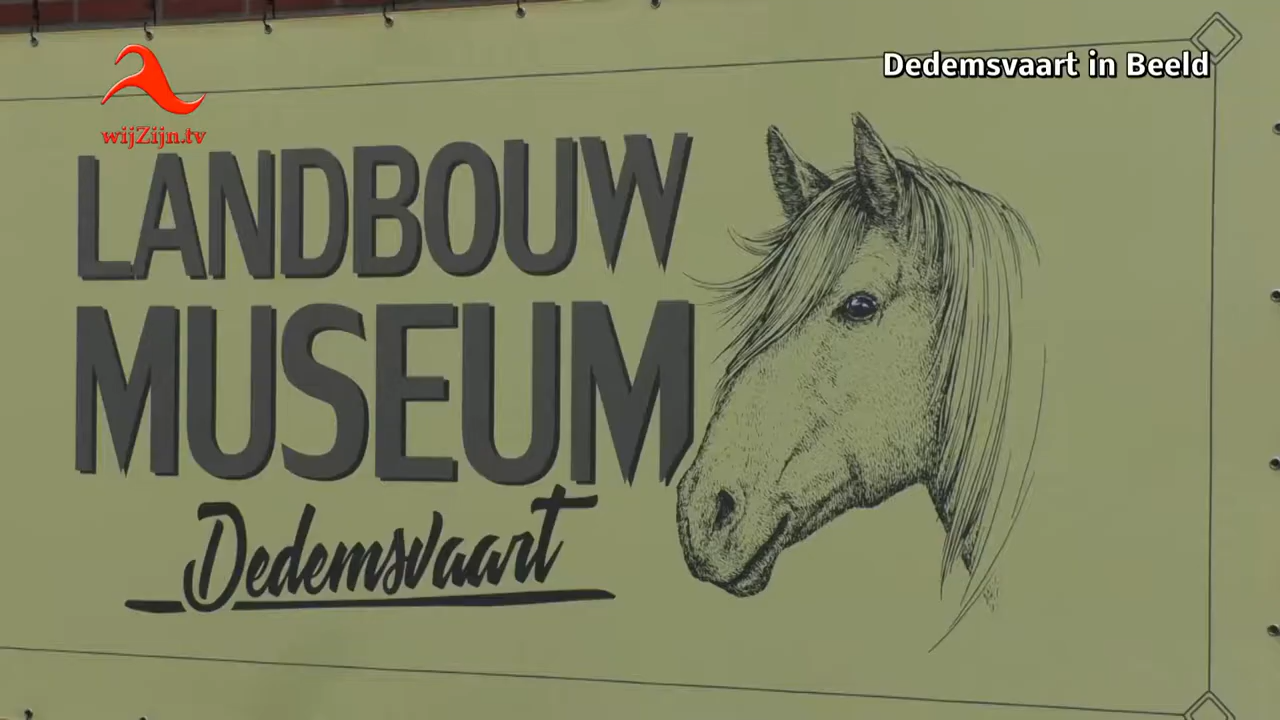 Dedemsvaart in Beeld
wijZijn.tv
LANDBOUW
MUSEUM
Dedemsvaart